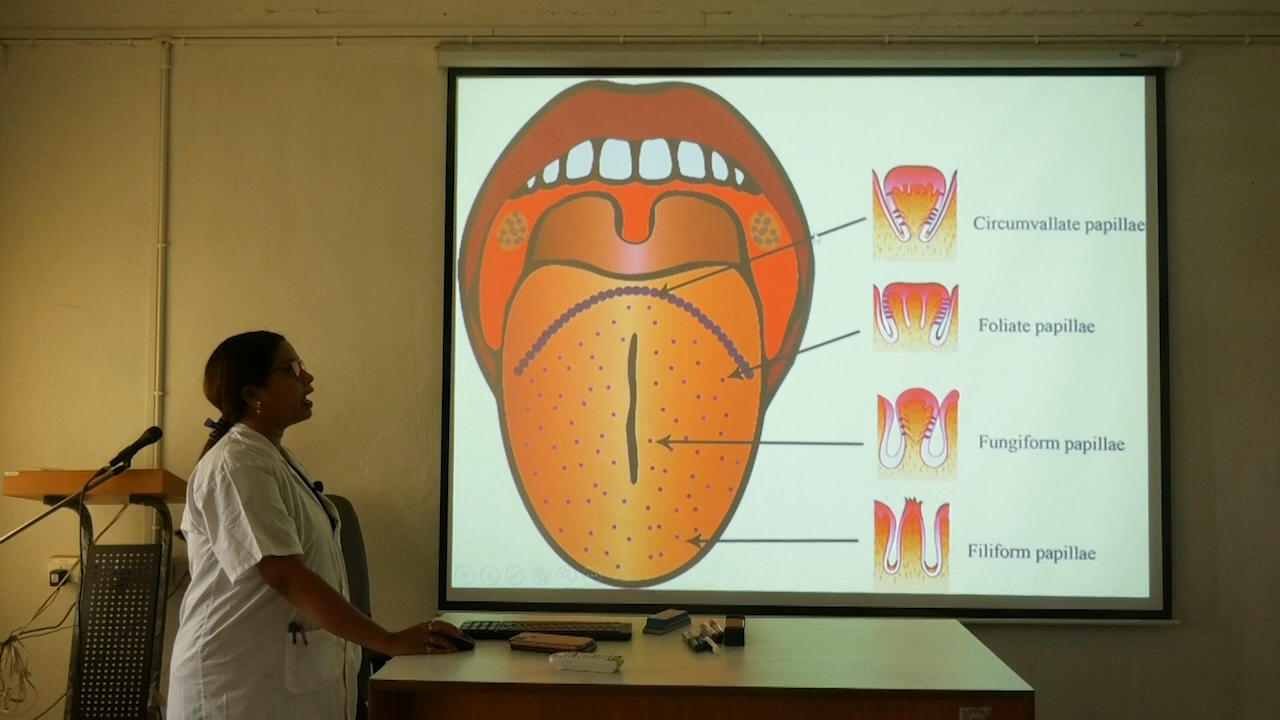 Circumvallate papillae
Foliate papillae
Fungiform papillae
Filiform papillae